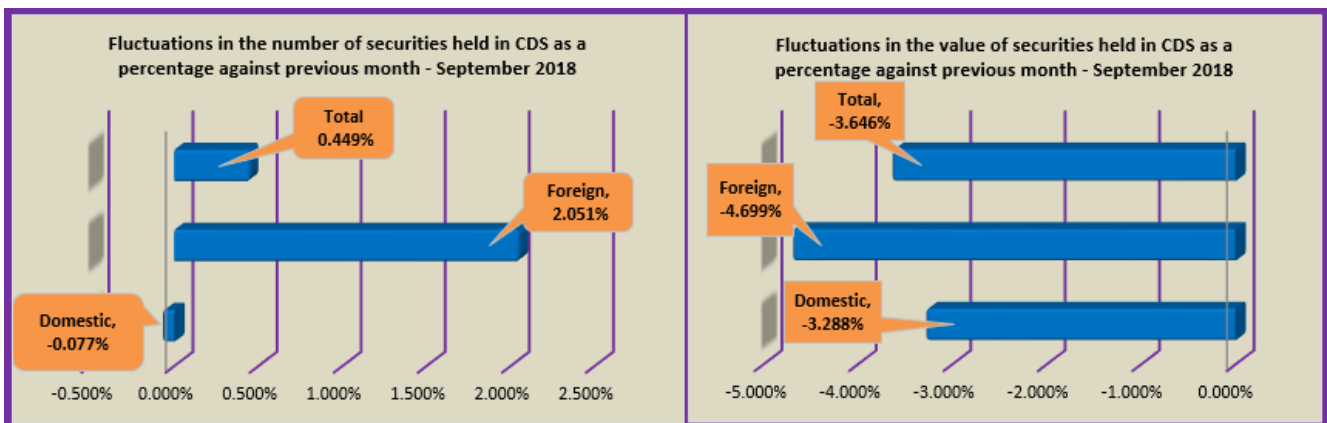 Fluctuations in the number of securities held in CDS as a
percentage against previous month - September 2018
Total
0.449%
Foreign,
2.051%
Domestic,
-0.077%
-0.500%
0.000%
0.500%
1.000%
1.500%
2.000%
2.500%
Fluctuations in the value of securities held in CDS as a
percentage against previous month - September 2018
Total,
-3.646%
Foreign,
-4.699%
Domestic,
-3.288%
-5.000%
-4.000%
-3.000%
-2.000%
-1.000%
0.000%